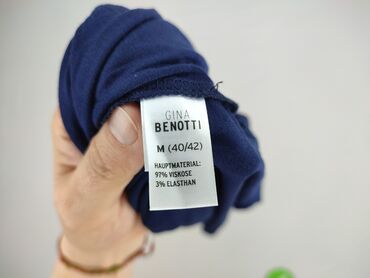 GINA
BENOTTI
M (40/42)
HAUPTMATERIAL:
97% VISKOSE
3% ELASTHAN